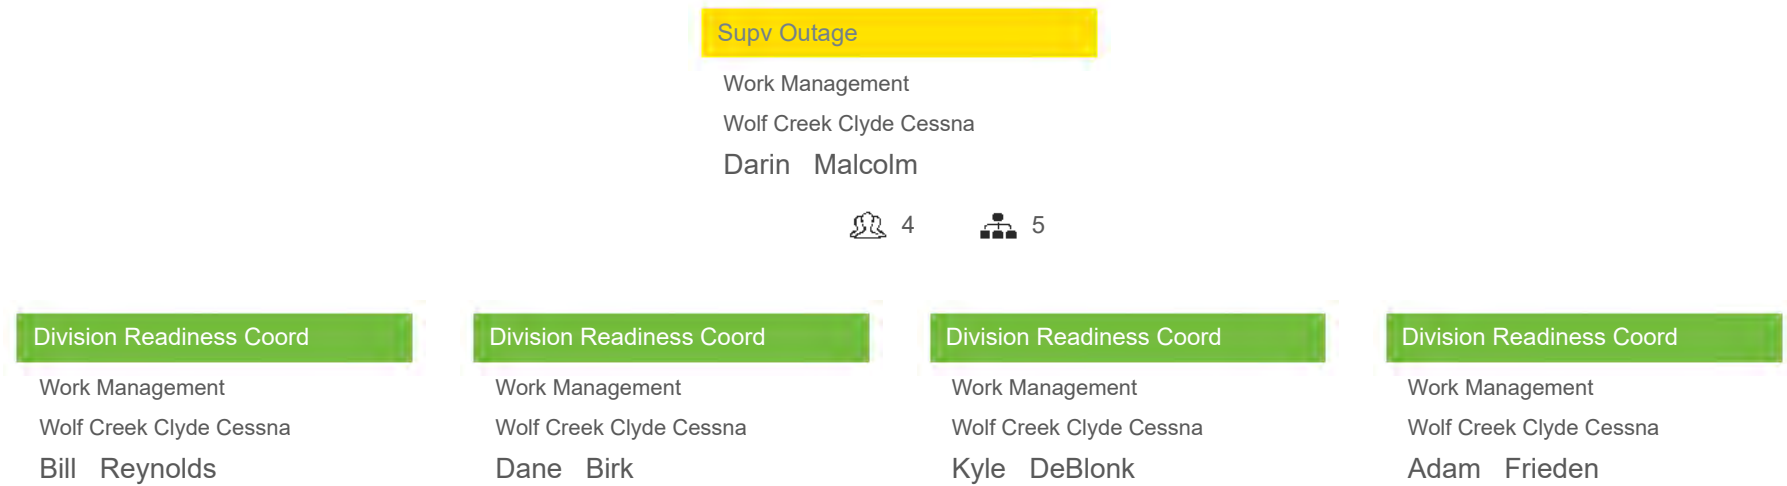 Supv Outage
Work Management
Wolf Creek Clyde Cessna
Darin Malcolm
4 5
Division Readiness Coord
Work Management
Wolf Creek Clyde Cessna
Bill Reynolds
Division Readiness Coord
Work Management
Wolf Creek Clyde Cessna
Dane Birk
Division Readiness Coord
Work Management
Wolf Creek Clyde Cessna
Kyle DeBlonk
Division Readiness Coord
Work Management
Wolf Creek Clyde Cessna
Adam Frieden